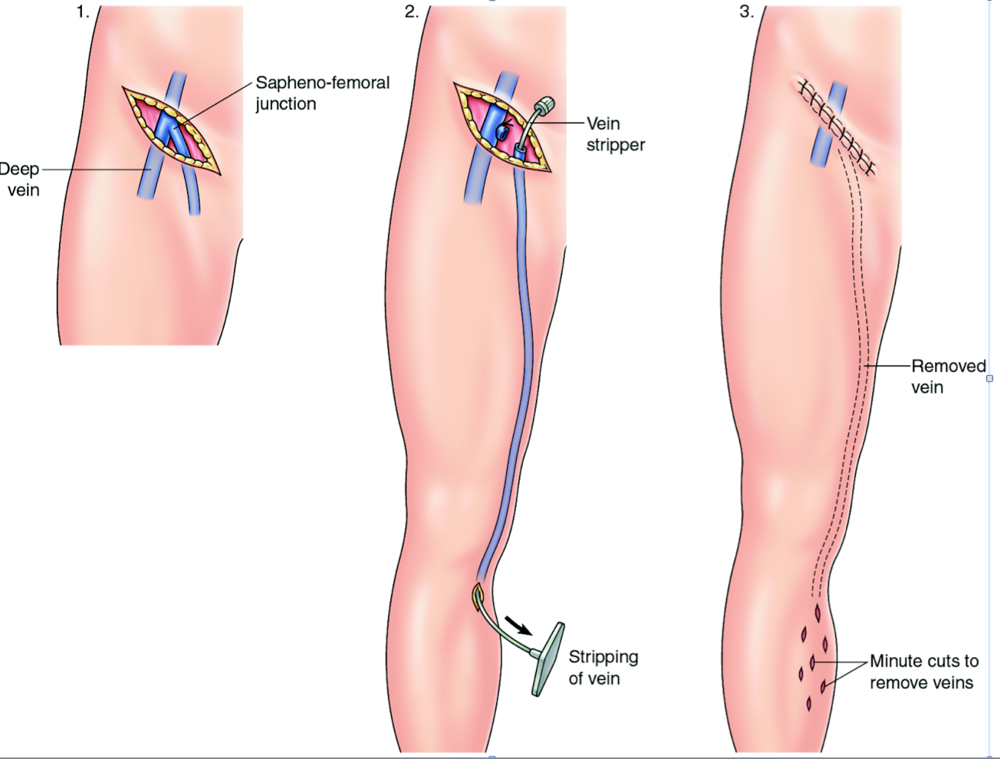 1.
Sapheno-femoral
junction
Deep
vein
2.
Vein
stripper
Stripping
of vein
3.
Removed
vein
Minute cuts to
remove veins